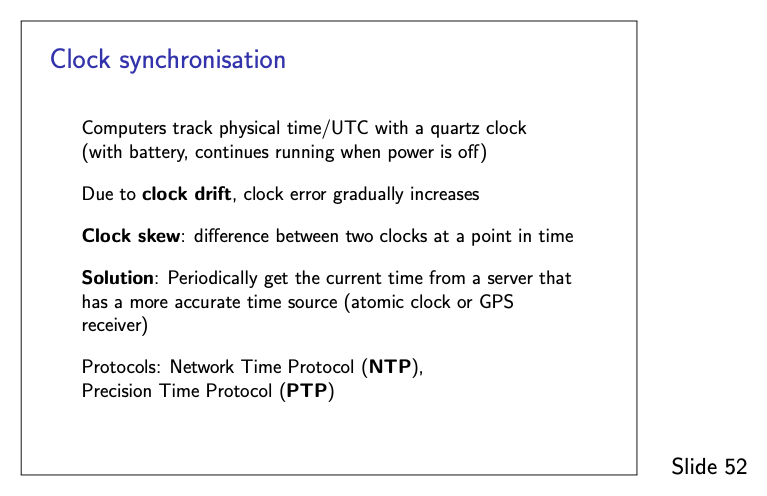 Clock synchronisation
Computers track physical time/UTC with a quartz clock
(with battery, continues running when power is off)
Due to clock drift, clock error gradually increases
Clock skew: difference between two clocks at a point in time
Solution: Periodically get the current time from a server that
has a more accurate time source (atomic clock or GPS
receiver)
Protocols: Network Time Protocol (NTP),
Precision Time Protocol (PTP)
Slide 52